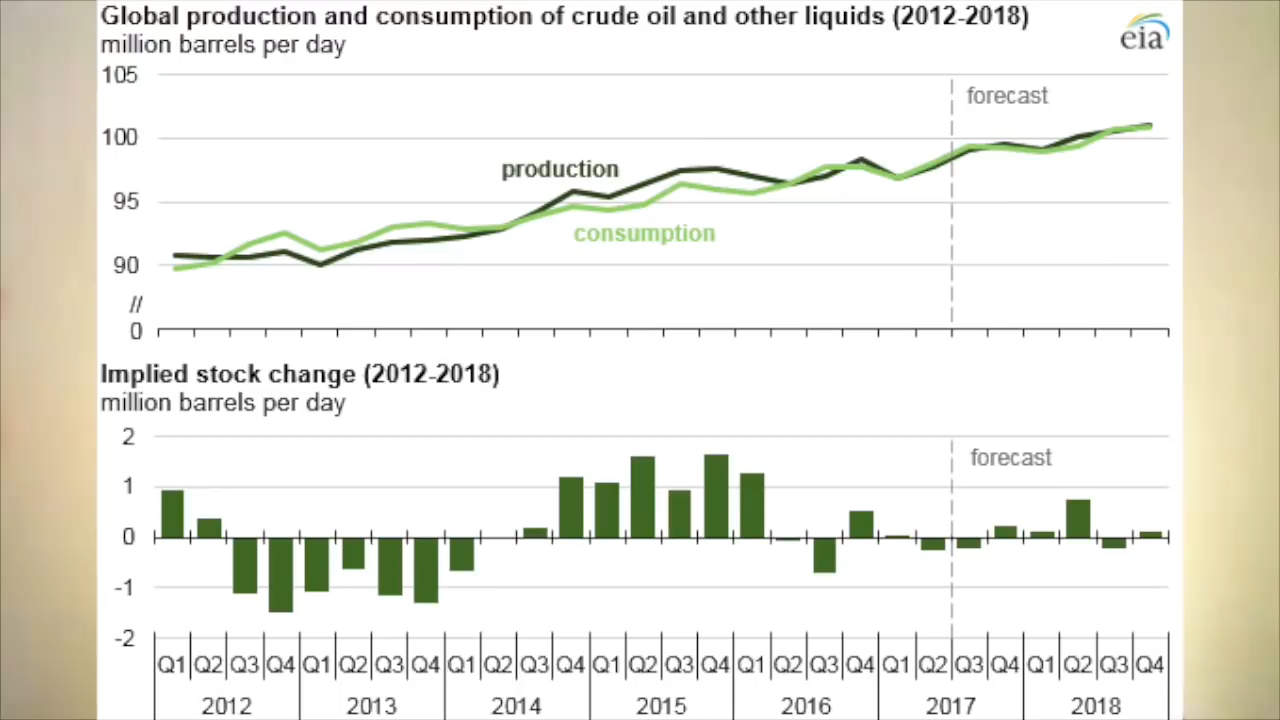 Global production and consumption of crude oil and other liquids (2012-2018)
million barrels per day
eia
105
forecast
100
production
95
consumption
90
//
0
Implied stock change (2012-2018)
million barrels per day
2
forecast
1
0
-1
-2
Q1 Q2 Q3 Q4 Q1 Q2 Q3 Q4 Q1 Q2 Q3 Q4 Q1 Q2 Q3 Q4 Q1 Q2 Q3 Q4 Q1 Q2 Q3 Q4 Q1 Q2 Q3 Q4
2012 2013 2014 2015 2016 2017 2018